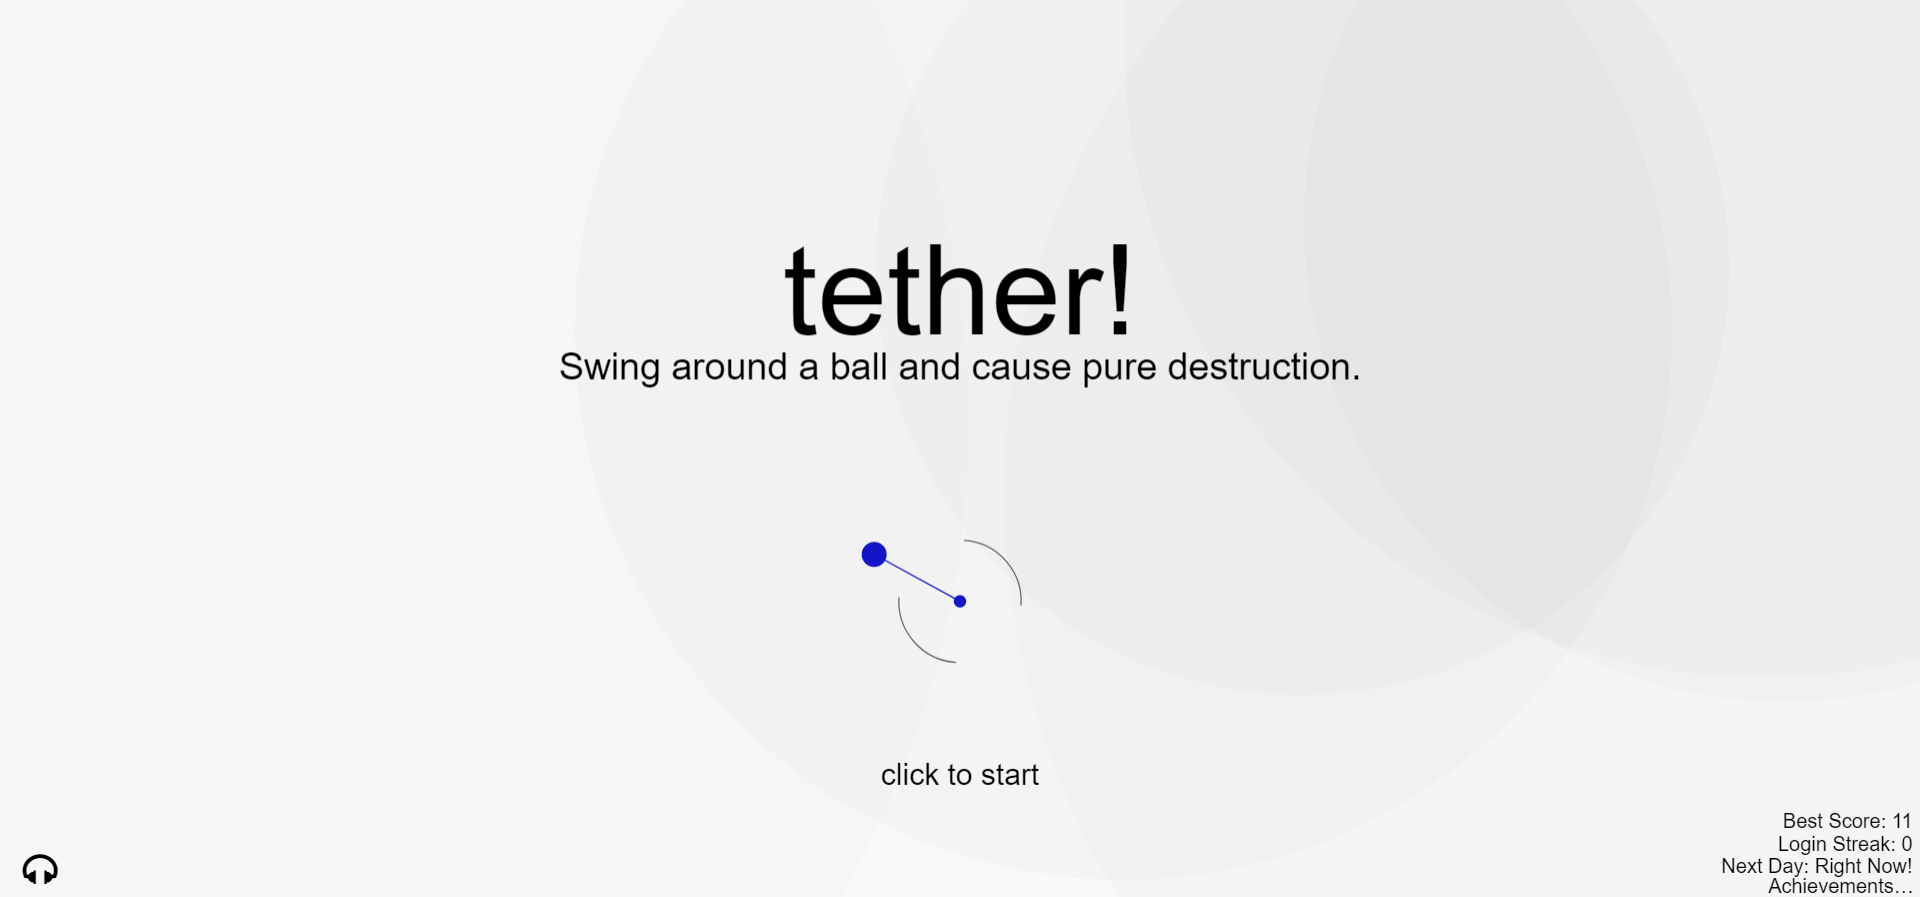 tether!
Swing around a ball and cause pure destruction.
click to start
Best Score: 11
Login Streak: 0
Next Day: Right Now!
Achievements…